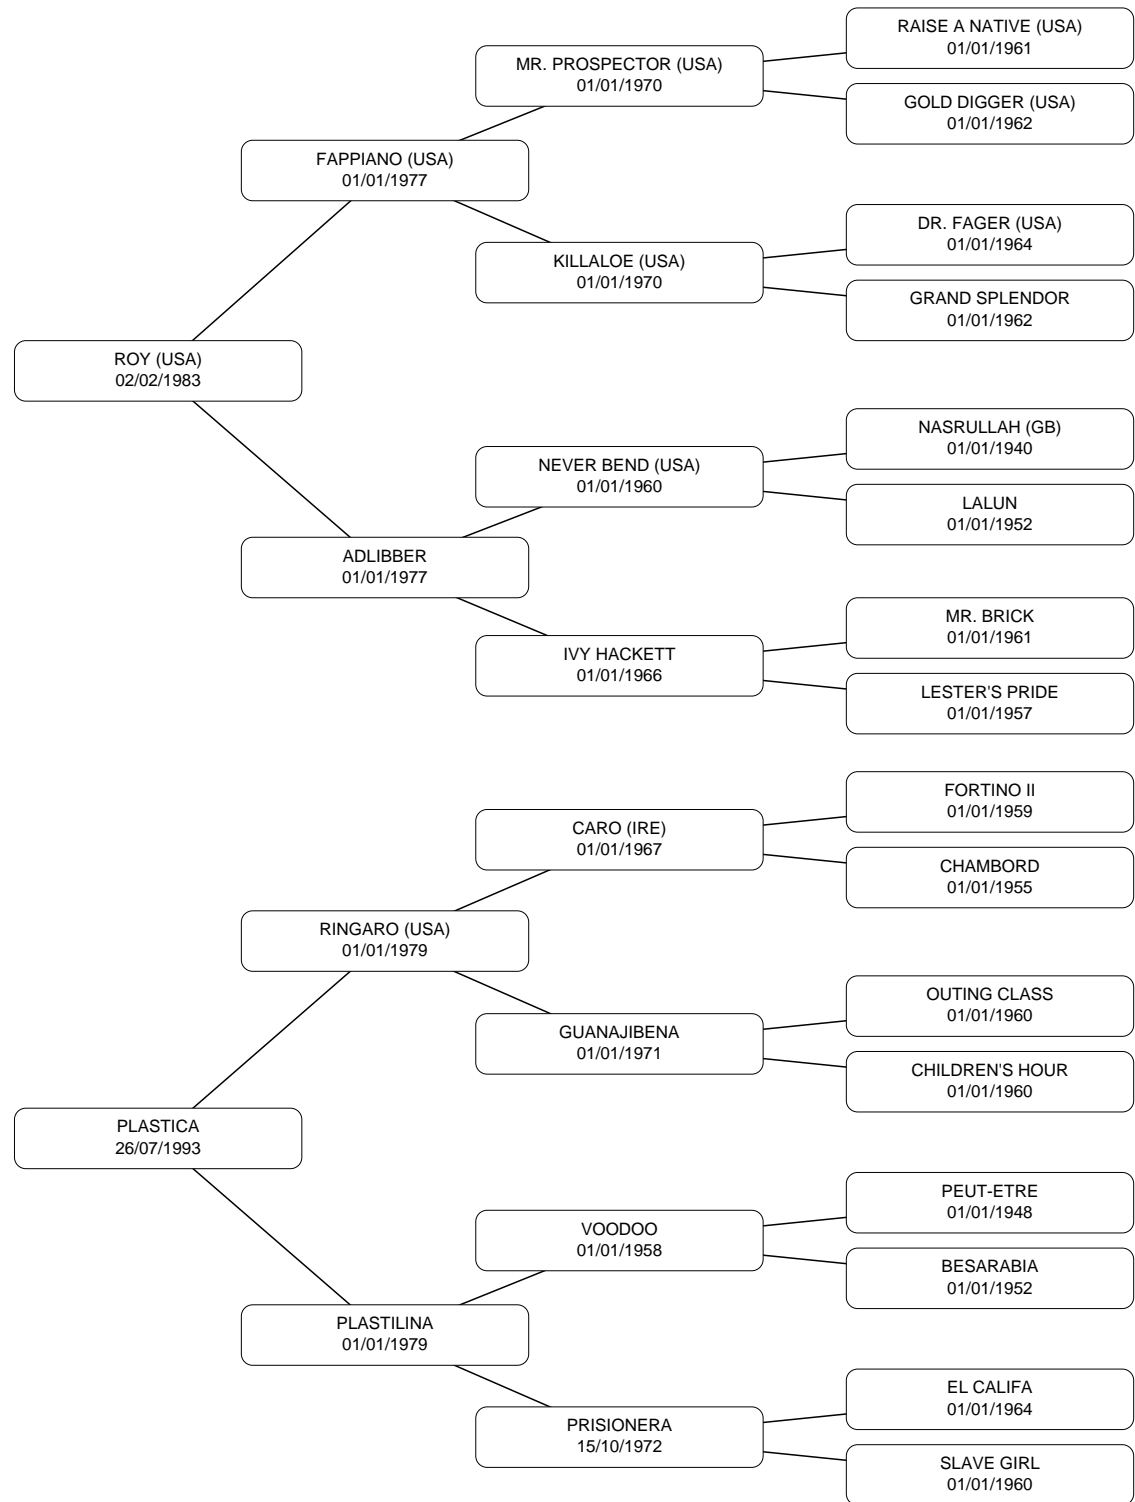 RAISE A NATIVE (USA)
01/01/1961
MR. PROSPECTOR (USA)
01/01/1970
GOLD DIGGER (USA)
01/01/1962
FAPPIANO (USA)
01/01/1977
DR. FAGER (USA)
01/01/1964
KILLALOE (USA)
01/01/1970
GRAND SPLENDOR
01/01/1962
ROY (USA)
02/02/1983
NASRULLAH (GB)
01/01/1940
NEVER BEND (USA)
01/01/1960
LALUN
01/01/1952
ADLIBBER
01/01/1977
MR. BRICK
01/01/1961
IVY HACKETT
01/01/1966
LESTER'S PRIDE
01/01/1957
FORTINO II
01/01/1959
CARO (IRE)
01/01/1967
CHAMBORD
01/01/1955
RINGARO (USA)
01/01/1979
OUTING CLASS
01/01/1960
GUANAJIBENA
01/01/1971
CHILDREN'S HOUR
01/01/1960
PLASTICA
26/07/1993
PEUT-ETRE
01/01/1948
VOODOO
01/01/1958
BESARABIA
01/01/1952
PLASTILINA
01/01/1979
EL CALIFA
01/01/1964
PRISIONERA
15/10/1972
SLAVE GIRL
01/01/1960